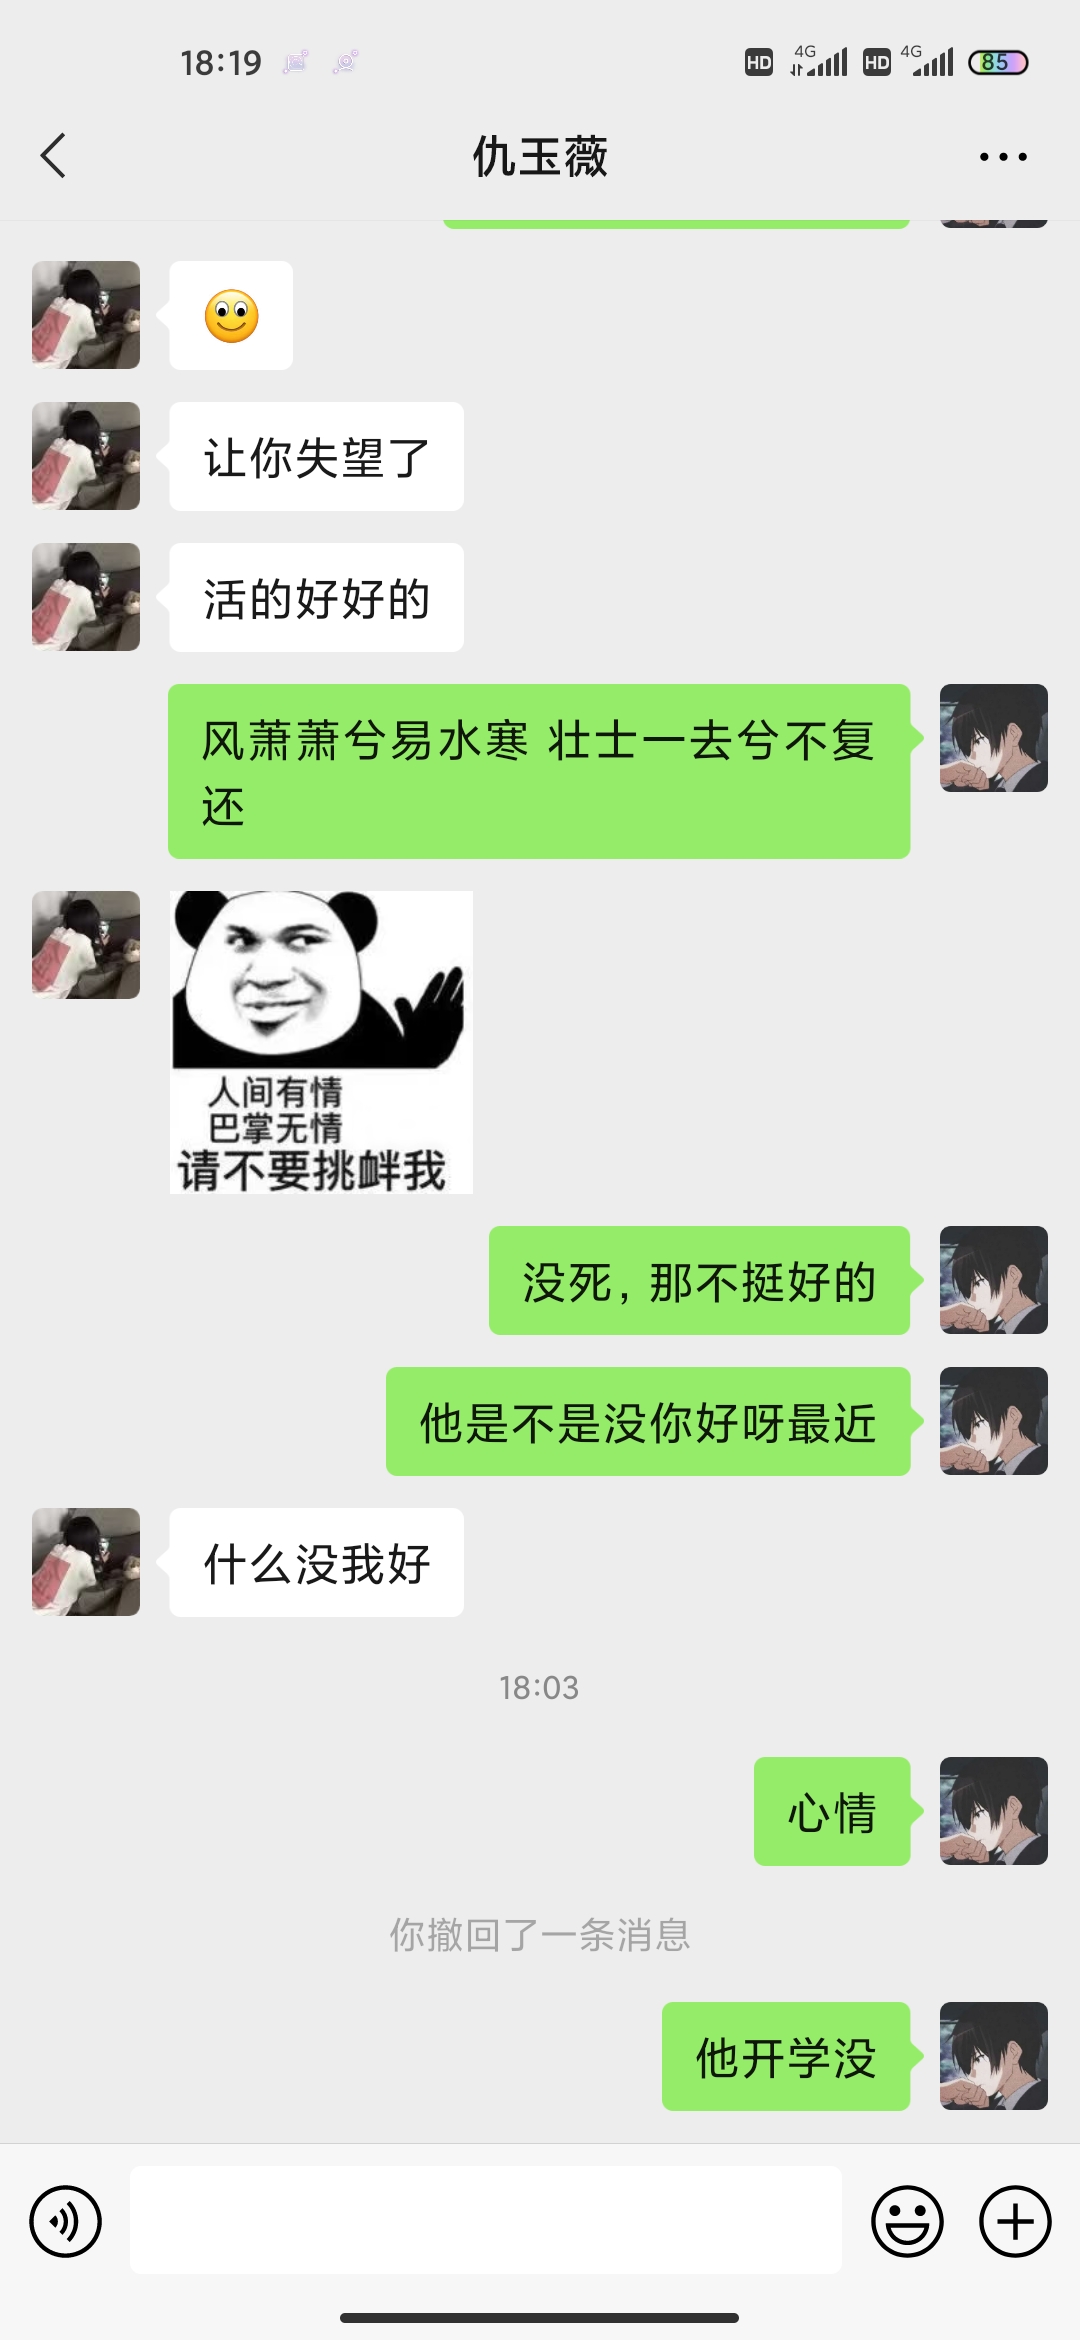 18:19
HD 4G HD 4G 85
仇玉薇
让你失望了
活的好好的
风萧萧兮易水寒 壮士一去兮不复
还
人间有情
巴掌无情
请不要挑衅我
没死，那不挺好的
他是不是没你好呀最近
什么没我好
18:03
心情
你撤回了一条消息
他开学没